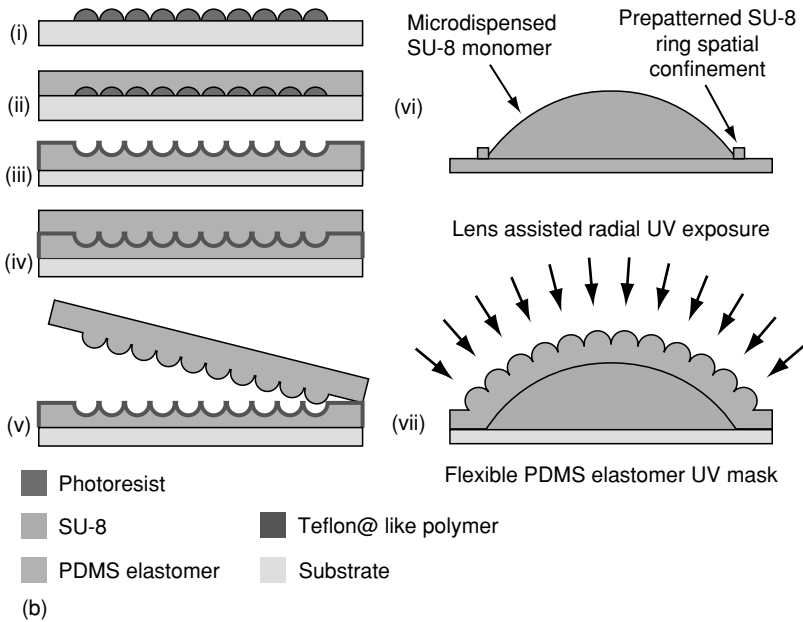 (i)
(ii)
(iii)
(iv)
(v)
Photoresist
SU-8
PDMS elastomer
Teflon@ like polymer
Substrate
(b)
Microdispensed
SU-8 monomer
Prepatterned SU-8
ring spatial
confinement
(vi)
Lens assisted radial UV exposure
(vii)
Flexible PDMS elastomer UV mask